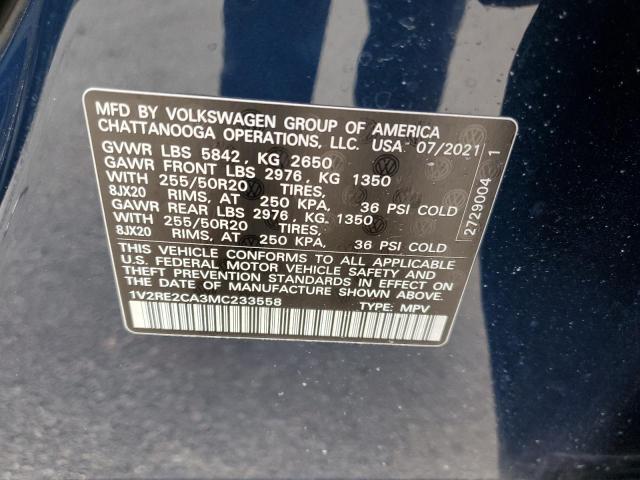 MFD BY VOLKSWAGEN GROUP OF AMERICA
CHATTANOOGA OPERATIONS, LLC. USA 07/2021
GVWR LBS 5842, KG 2650
GAWR FRONT LBS 2976, KG 1350
WITH 255/50R20 TIRES,
8JX20 RIMS, AT 250 KPA, 36 PSI COLD
GAWR REAR LBS 2976, KG. 1350
WITH 255/50R20 TIRES,
8JX20 RIMS, AT 250 KPA, 36 PSI COLD
THIS VEHICLE CONFORMS TO ALL APPLICABLE
U.S. FEDERAL MOTOR VEHICLE SAFETY AND
THEFT PREVENTION STANDARDS IN EFFECT ON
THE DATE OF MANUFACTURE SHOWN ABOVE.
1V2RE2CA3MC233558 TYPE: MPV
2729004 1